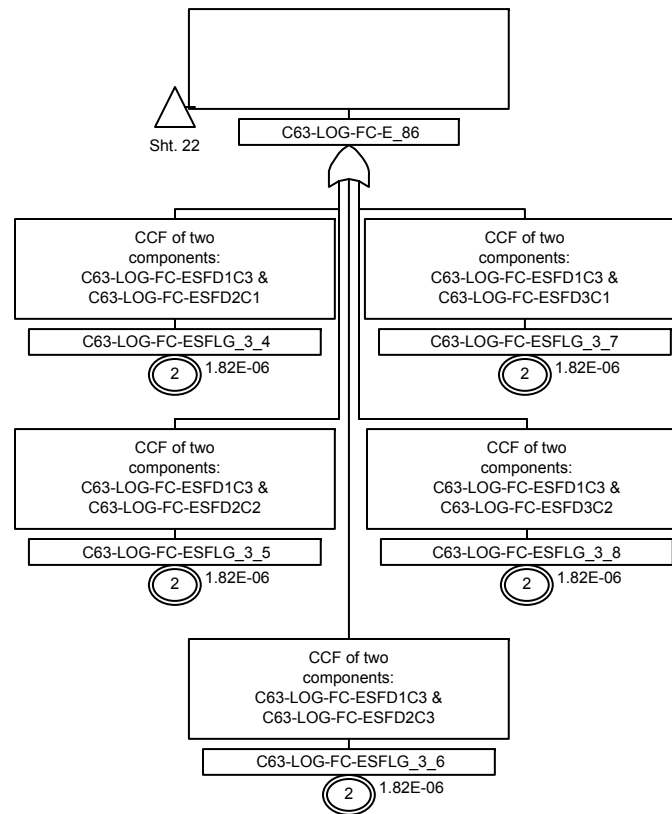 C63-LOG-FC-E_86
Sht. 22
CCF of two
components:
C63-LOG-FC-ESFD1C3 &
C63-LOG-FC-ESFD2C1
C63-LOG-FC-ESFLG_3_4
2
1.82E-06
CCF of two
components:
C63-LOG-FC-ESFD1C3 &
C63-LOG-FC-ESFD3C1
C63-LOG-FC-ESFLG_3_7
2
1.82E-06
CCF of two
components:
C63-LOG-FC-ESFD1C3 &
C63-LOG-FC-ESFD2C2
C63-LOG-FC-ESFLG_3_5
2
1.82E-06
CCF of two
components:
C63-LOG-FC-ESFD1C3 &
C63-LOG-FC-ESFD3C2
C63-LOG-FC-ESFLG_3_8
2
1.82E-06
CCF of two
components:
C63-LOG-FC-ESFD1C3 &
C63-LOG-FC-ESFD2C3
C63-LOG-FC-ESFLG_3_6
2
1.82E-06